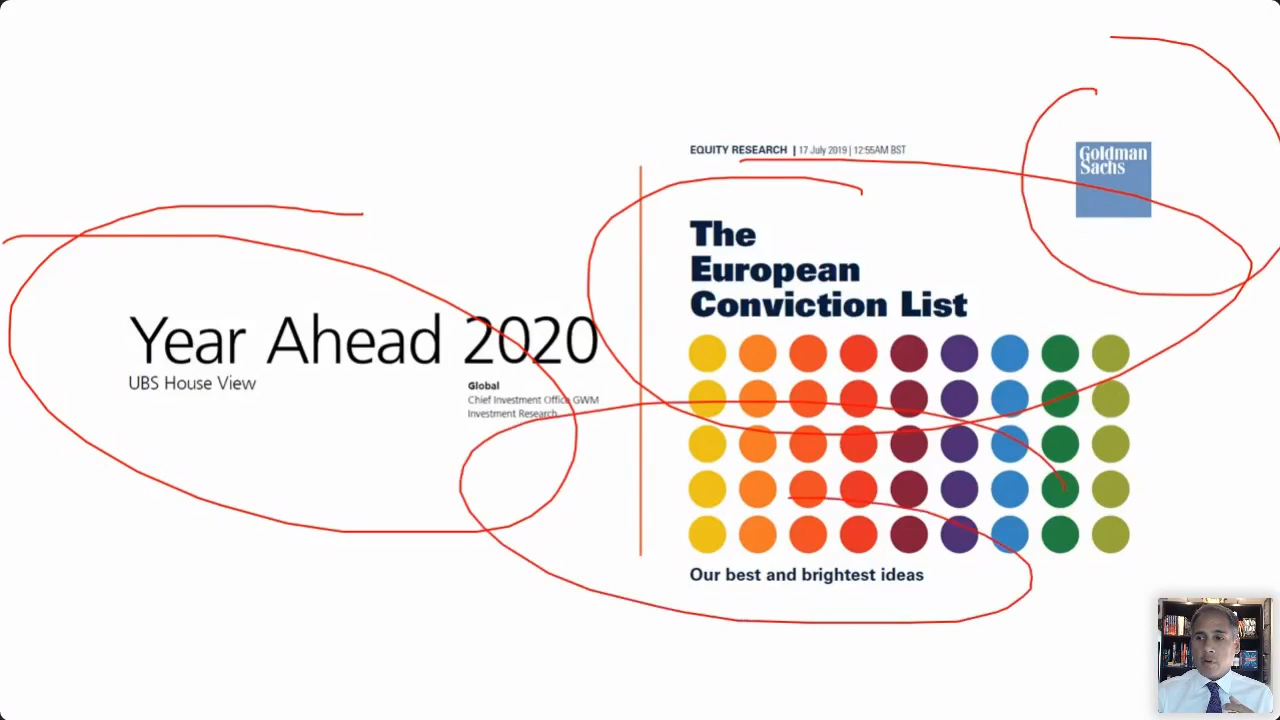 Year Ahead 2020
UBS House View
Global
Chief Investment Office GWM
Investment Research
EQUITY RESEARCH | 17 July 2019 | 12:55AM BST
Goldman
Sachs
The
European
Conviction List
Our best and brightest ideas